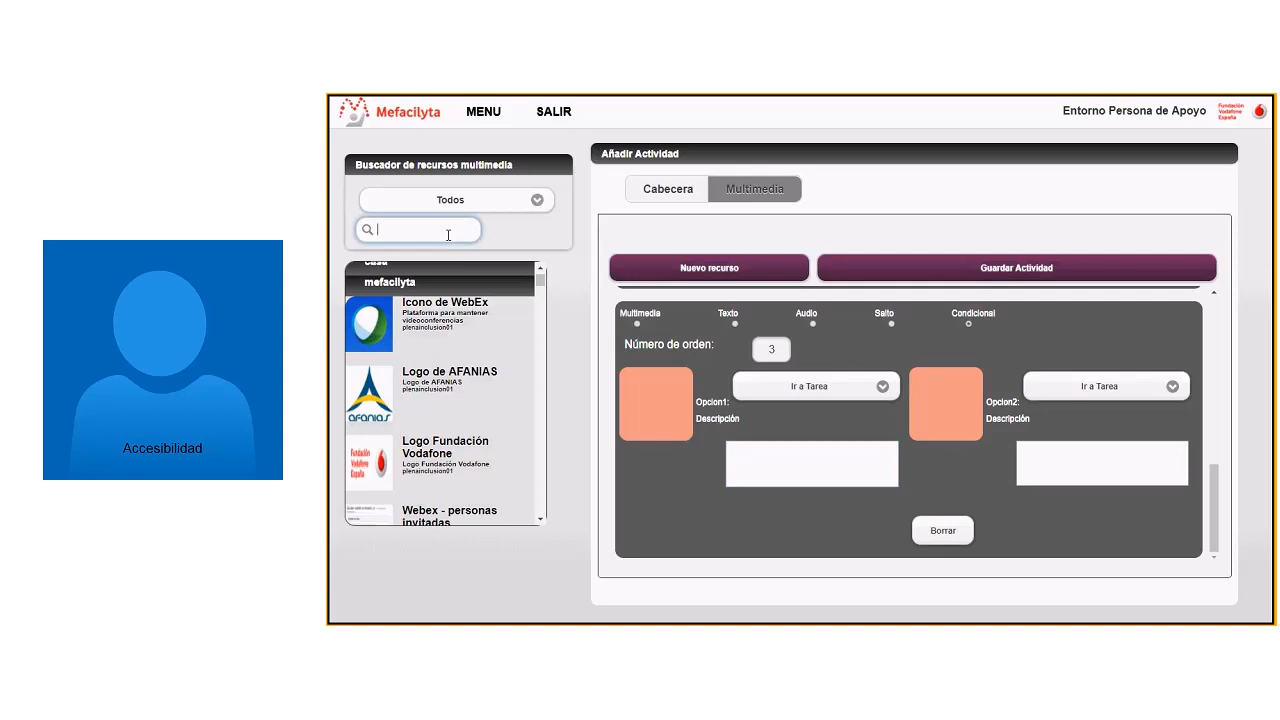 Mefacilyta
MENU
SALIR
Entorno Persona de Apoyo
Fundación
Vodafone
España
Buscador de recursos multimedia
Todos
casa
mefacilyta
Icono de WebEx
Plataforma para mantener
videoconferencias
plenainclusion01
Logo de AFANIAS
Logo de AFANIAS
plenainclusion01
AFANIAS
Logo Fundación
Vodafone
Logo Fundación Vodafone
plenainclusion01
Fundación
Vodafone
España
Webex - personas
invitadas
Añadir Actividad
Cabecera
Multimedia
Nuevo recurso
Guardar Actividad
Multimedia
Texto
Audio
Salto
Condicional
Número de orden:
3
Ir a Tarea
Opcion1:
Descripción
Ir a Tarea
Opcion2:
Descripción
Borrar
Accesibilidad